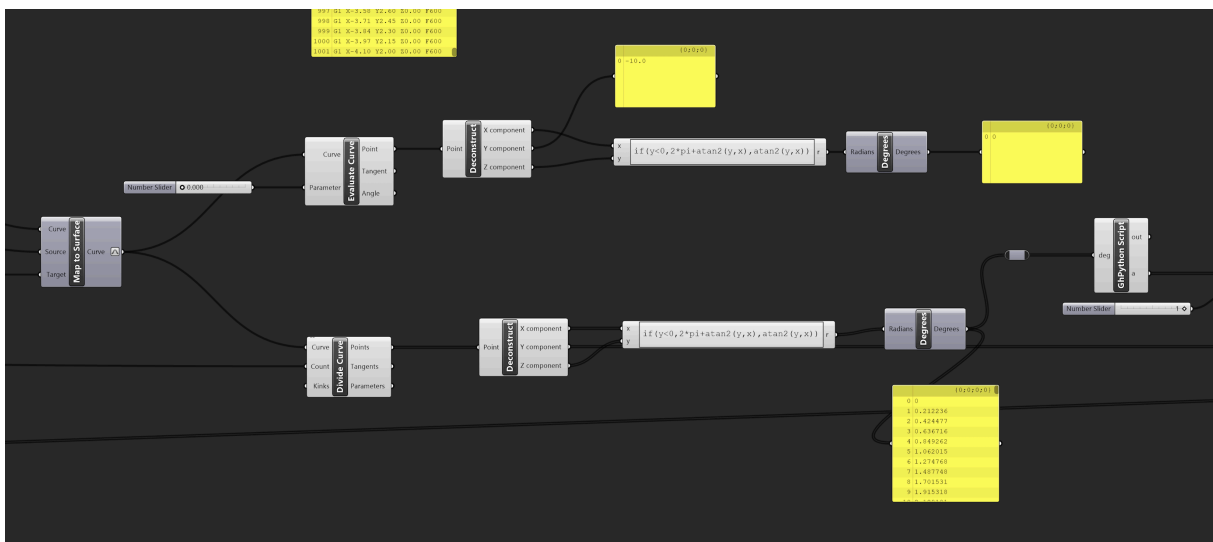 997 G1 X-3.58 Y2.60 Z0.00 F600
998 G1 X-3.71 Y2.45 Z0.00 F600
999 G1 X-3.84 Y2.30 Z0.00 F600
1000 G1 X-3.97 Y2.15 Z0.00 F600
1001 G1 X-4.10 Y2.00 Z0.00 F600
{0;0;0}
0 -10.0
Curve
Parameter
Evaluate Curve
Point
Tangent
Angle
Point
Deconstruct
X component
Y component
Z component
x
y
if(y<0,2*pi+atan2(y,x),atan2(y,x))
r
Radians
Degrees
Degrees
{0;0;0}
0 0
Number Slider
0.000
Curve
Source
Target
Map to Surface
Curve
deg
GhPython Script
out
a
Number Slider
1
Curve
Count
Kinks
Divide Curve
Points
Tangents
Parameters
Point
Deconstruct
X component
Y component
Z component
x
y
if(y<0,2*pi+atan2(y,x),atan2(y,x))
r
Radians
Degrees
Degrees
{0;0;0;0}
0 0
1 0.212236
2 0.424477
3 0.636716
4 0.849262
5 1.062015
6 1.274768
7 1.487748
8 1.701531
9 1.915318